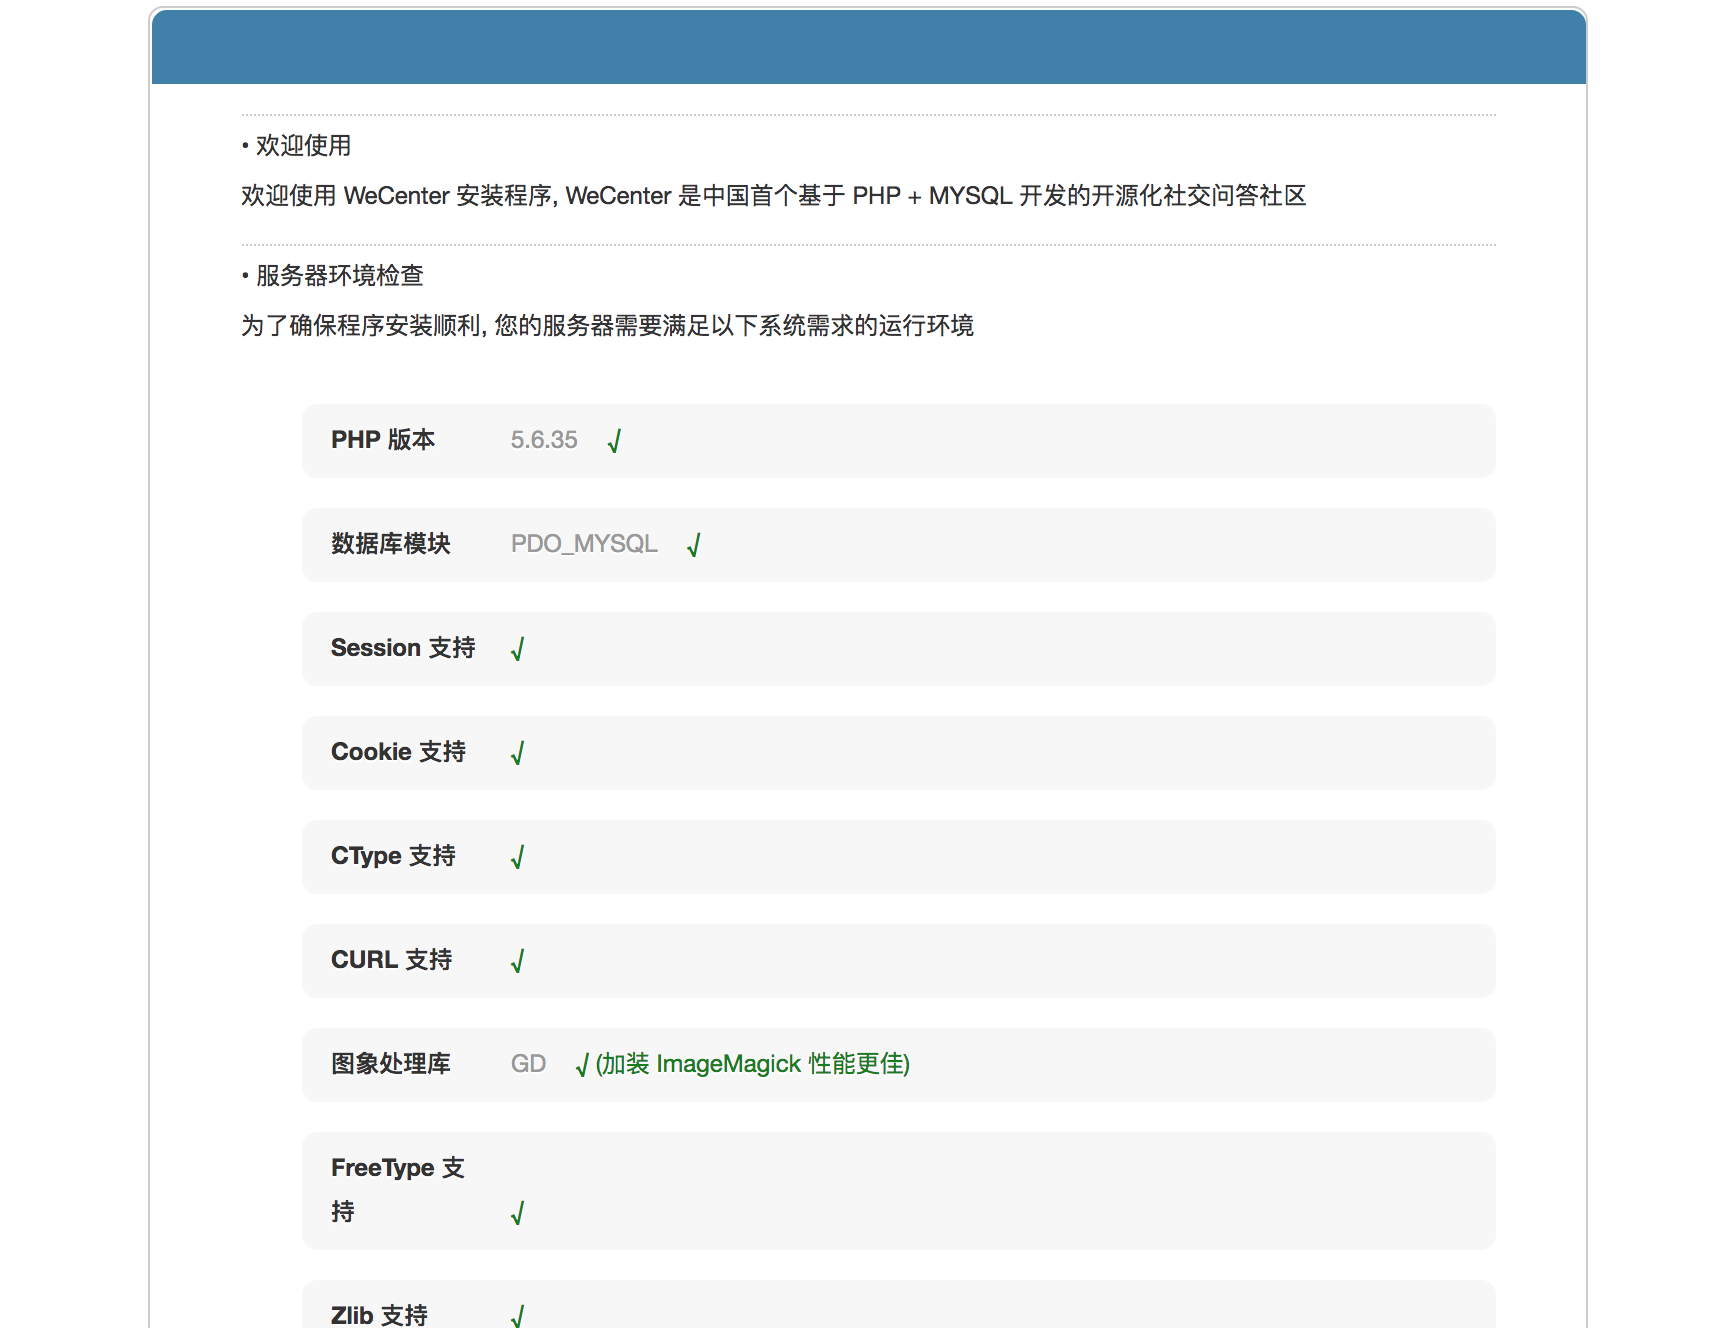 • 欢迎使用
欢迎使用 WeCenter 安装程序, WeCenter 是中国首个基于 PHP + MYSQL 开发的开源化社交问答社区
• 服务器环境检查
为了确保程序安装顺利, 您的服务器需要满足以下系统需求的运行环境
PHP 版本 5.6.35 √
数据库模块 PDO_MYSQL √
Session 支持 √
Cookie 支持 √
CType 支持 √
CURL 支持 √
图象处理库 GD √ (加装 ImageMagick 性能更佳)
FreeType 支
持 √
Zlib 支持 √